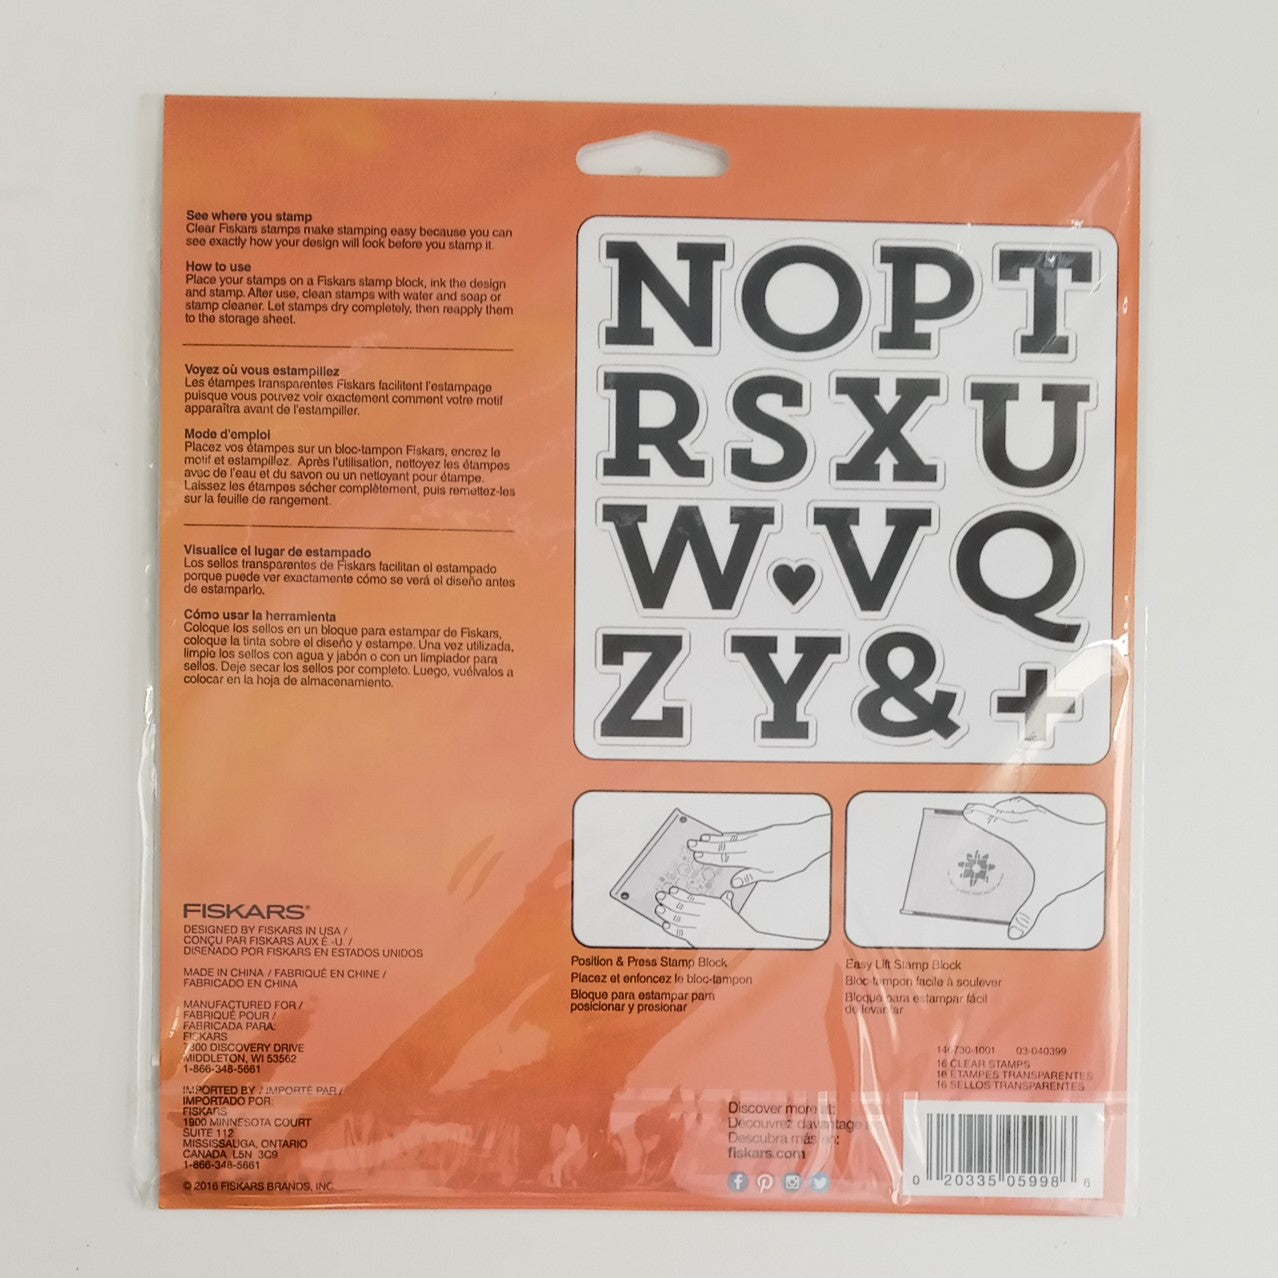 See where you stamp
Clear Fiskars stamps make stamping easy because you can
see exactly how your design will look before you stamp it.
How to use
Place your stamps on a Fiskars stamp block, ink the design
and stamp. After use, clean stamps with water and soap or
stamp cleaner. Let stamps dry completely, then reapply them
to the storage sheet.
Voyez où vous estampillez
Les étampes transparentes Fiskars facilitent l'estampage
puisque vous pouvez voir exactement comment votre motif
apparaîtra avant de l'estampiller.
Mode d'emploi
Placez vos étampes sur un bloc-tampon Fiskars, encrez le
motif et estampillez. Après l'utilisation, nettoyez les étampes
avec de l'eau et du savon ou un nettoyant pour étampe.
Laissez les étampes sécher complètement, puis remettez-les
sur la feuille de rangement.
Visualice el lugar de estampado
Los sellos transparentes de Fiskars facilitan el estampado
porque puede ver exactamente cómo se verá el diseño antes
de estamparlo.
Cómo usar la herramienta
Coloque los sellos en un bloque para estampar de Fiskars,
coloque la tinta sobre el diseño y estampe. Una vez utilizada,
limpie los sellos con agua y jabón o con un limpiador para
sellos. Deje secar los sellos por completo. Luego, vuélvalos a
colocar en la hoja de almacenamiento.
FISKARS®
DESIGNED BY FISKARS IN USA /
CONÇU PAR FISKARS AUX É.-U. /
DISEÑADO POR FISKARS EN ESTADOS UNIDOS
MADE IN CHINA / FABRIQUÉ EN CHINE /
FABRICADO EN CHINA
MANUFACTURED FOR /
FABRIQUÉ POUR /
FABRICADA PARA:
FISKARS
7800 DISCOVERY DRIVE
MIDDLETON, WI 53562
1-866-348-5661
IMPORTED BY / IMPORTÉ PAR /
IMPORTADO POR:
FISKARS
1900 MINNESOTA COURT
SUITE 112
MISSISSAUGA, ONTARIO
CANADA L5N 3C9
1-866-348-5661
© 2016 FISKARS BRANDS, INC.
NOPT
RSXU
W♥VQ
ZY&+
Position & Press Stamp Block
Placez et enfoncez le bloc-tampon
Bloque para estampar para
posicionar y presionar
Easy Lift Stamp Block
Bloc-tampon facile à soulever
Bloque para estampar fácil
de levantar
146730-1001 03-040399
16 CLEAR STAMPS
16 ÉTAMPES TRANSPARENTES
16 SELLOS TRANSPARENTES
Discover more at:
Découvrez davantage
Descubra más en:
fiskars.com
0 20335 05998 6